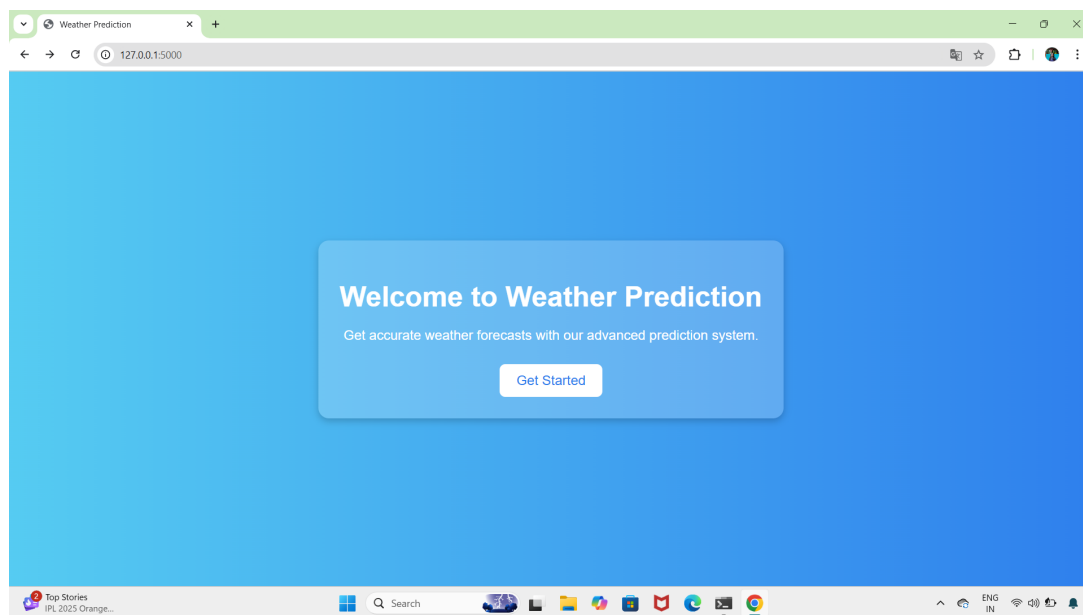 Weather Prediction
127.0.0.1:5000
Welcome to Weather Prediction
Get accurate weather forecasts with our advanced prediction system.
Get Started
2
Top Stories
IPL 2025 Orange...
Search
ENG
IN